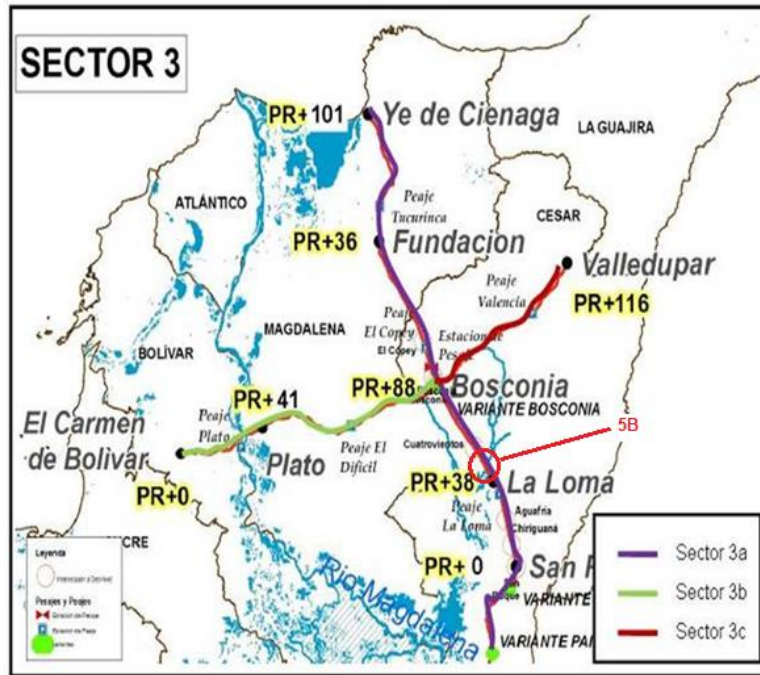 SECTOR 3
PR+101
Ye de Cienaga
LA GUAJIRA
ATLÁNTICO
Peaje
Tucurinca
CESAR
PR+36
Fundacion
Valledupar
Peaje
Valencia
PR+116
MAGDALENA
Peaje
El Copey
El Copey
Estacion de
Pesaje
BOLÍVAR
PR+41
PR+88
Bosconia
VARIANTE BOSCONIA
El Carmen
de Bolivar
Peaje
Plato
Plato
Peaje El
Dificil
Cuatrovientos
5B
PR+0
PR+38
La Loma
Peaje
La Loma
Aguafria
Chiriguaná
CRE
Leyenda
Pesajes y Peajes
PR+ 0
San
Rio Magdalena
VARIANTE
VARIANTE PAI
Sector 3a
Sector 3b
Sector 3c